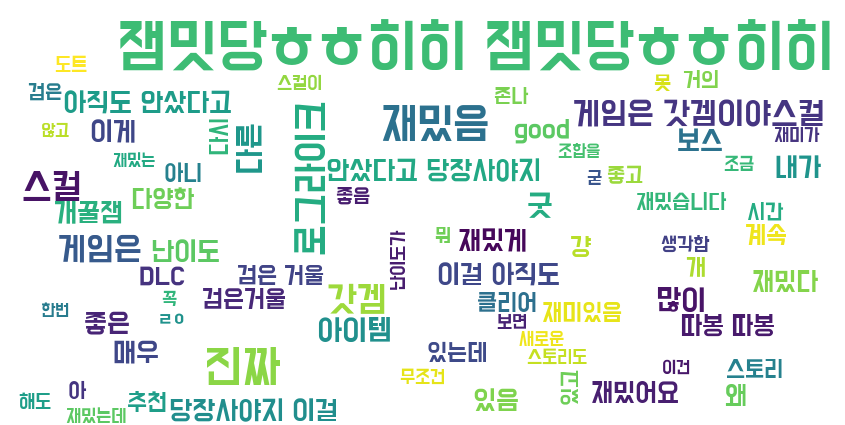 잼밋당ㅎㅎ히히 잼밋당ㅎㅎ히히
도트
스컬이
검은
아직도 안샀다고
존나
못
거의
재밌음
게임은 갓겜이야스컬
않고
이게
로그라이크
good
보스
재미가
재밌는
아니
안샀다고 당장사야지
조합을
조금
내가
스컬
다양한
좋음
굳
좋고
개꿀잼
굿
재밌습니다
시간
게임은
난이도
난이도가
뭐
재밌게
걍
생각함
계속
DLC
검은 거울
이걸 아직도
개
재밌다
한번
꼭
검은거울
갓겜
클리어
재미있음
많이
ㄹㅇ
좋은
아이템
보면
따봉 따봉
매우
진짜
있는데
새로운
스토리도
이건
스토리
무조건
해도
아
추천
있음
있고
재밌어요
왜
재밌는데
당장사야지 이걸